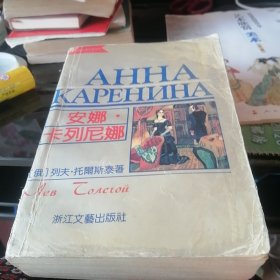 АННА
КАРЕНИНА
安娜·
卡列尼娜
〔俄〕列夫·托爾斯泰著
Лев Толстой
浙江文藝出版社